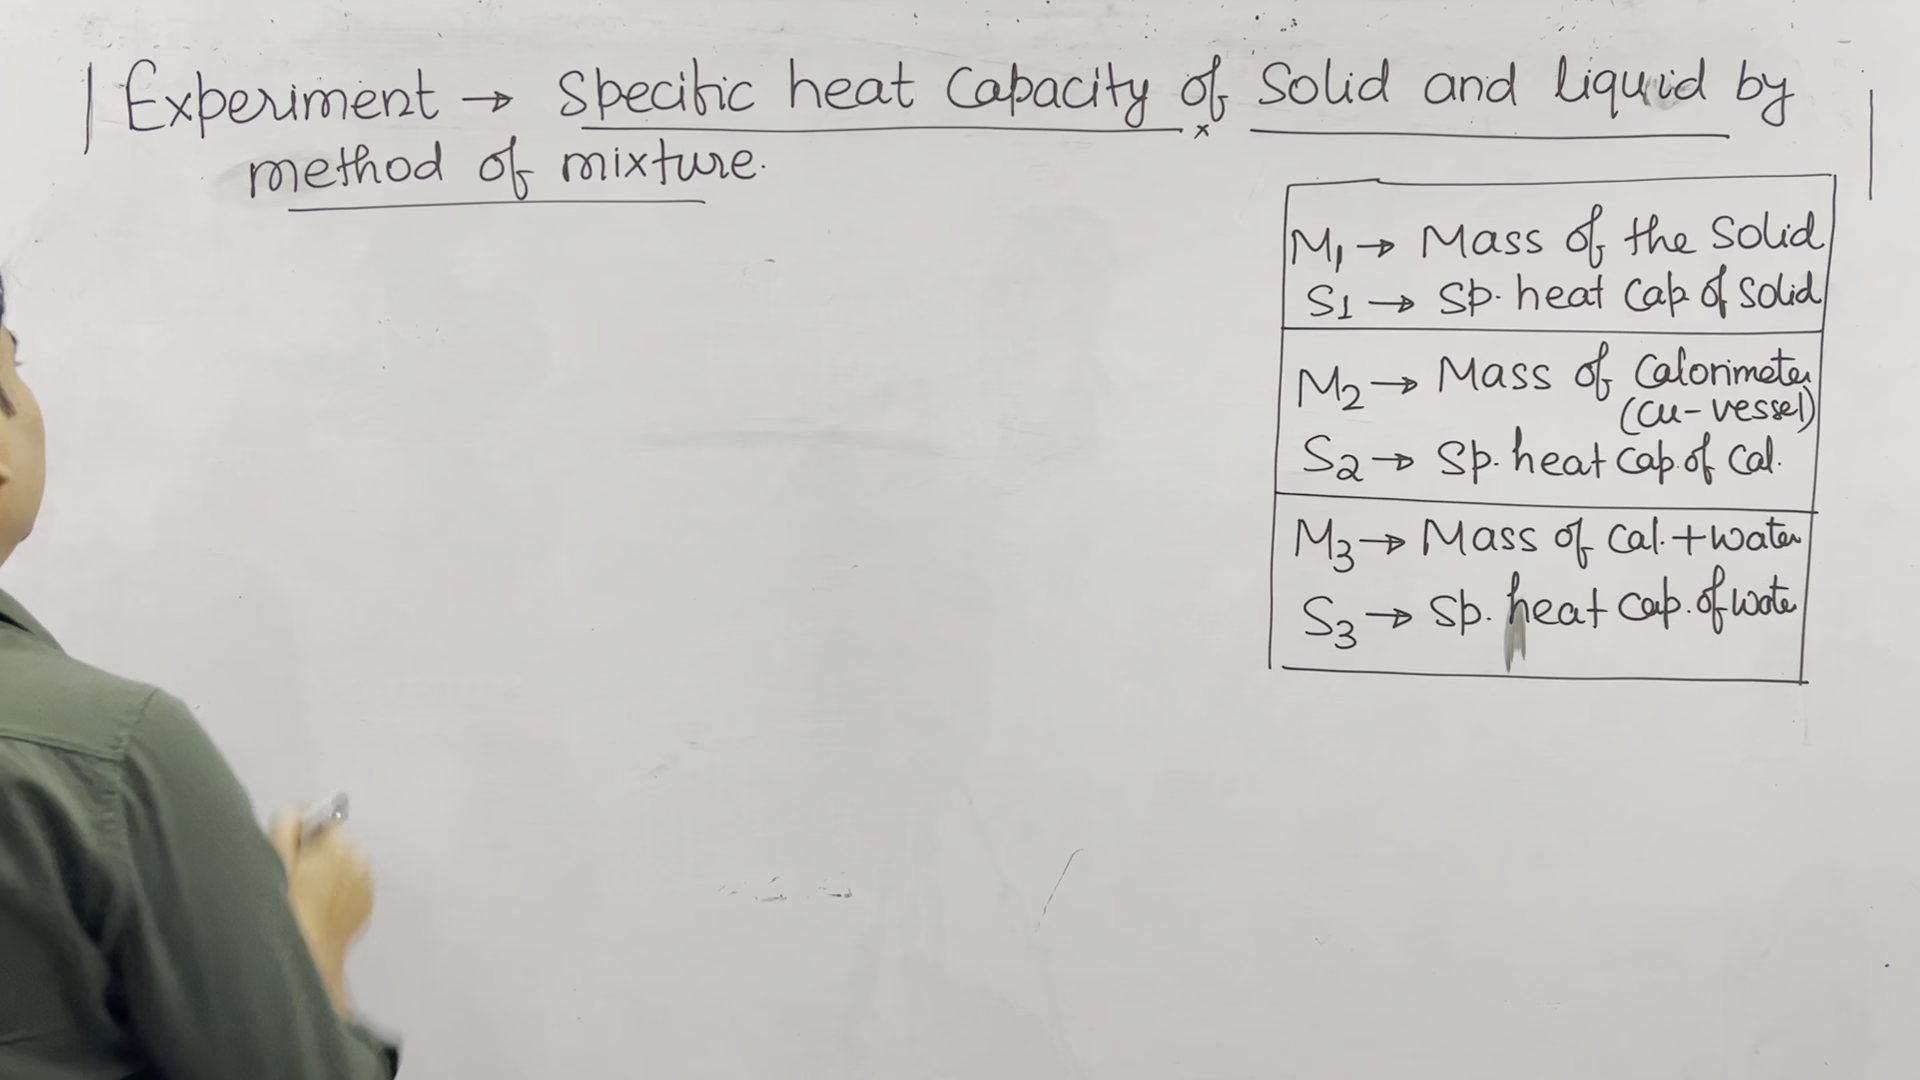 Experiment → Specific heat Capacity of Solid and liquid by
method of mixture.
M1 → Mass of the Solid
S1 → Sp. heat Cap. of Solid
M2 → Mass of Calorimeter
(Cu-vessel)
S2 → Sp. heat Cap. of Cal.
M3 → Mass of Cal. + Water
S3 → Sp. heat Cap. of Wate